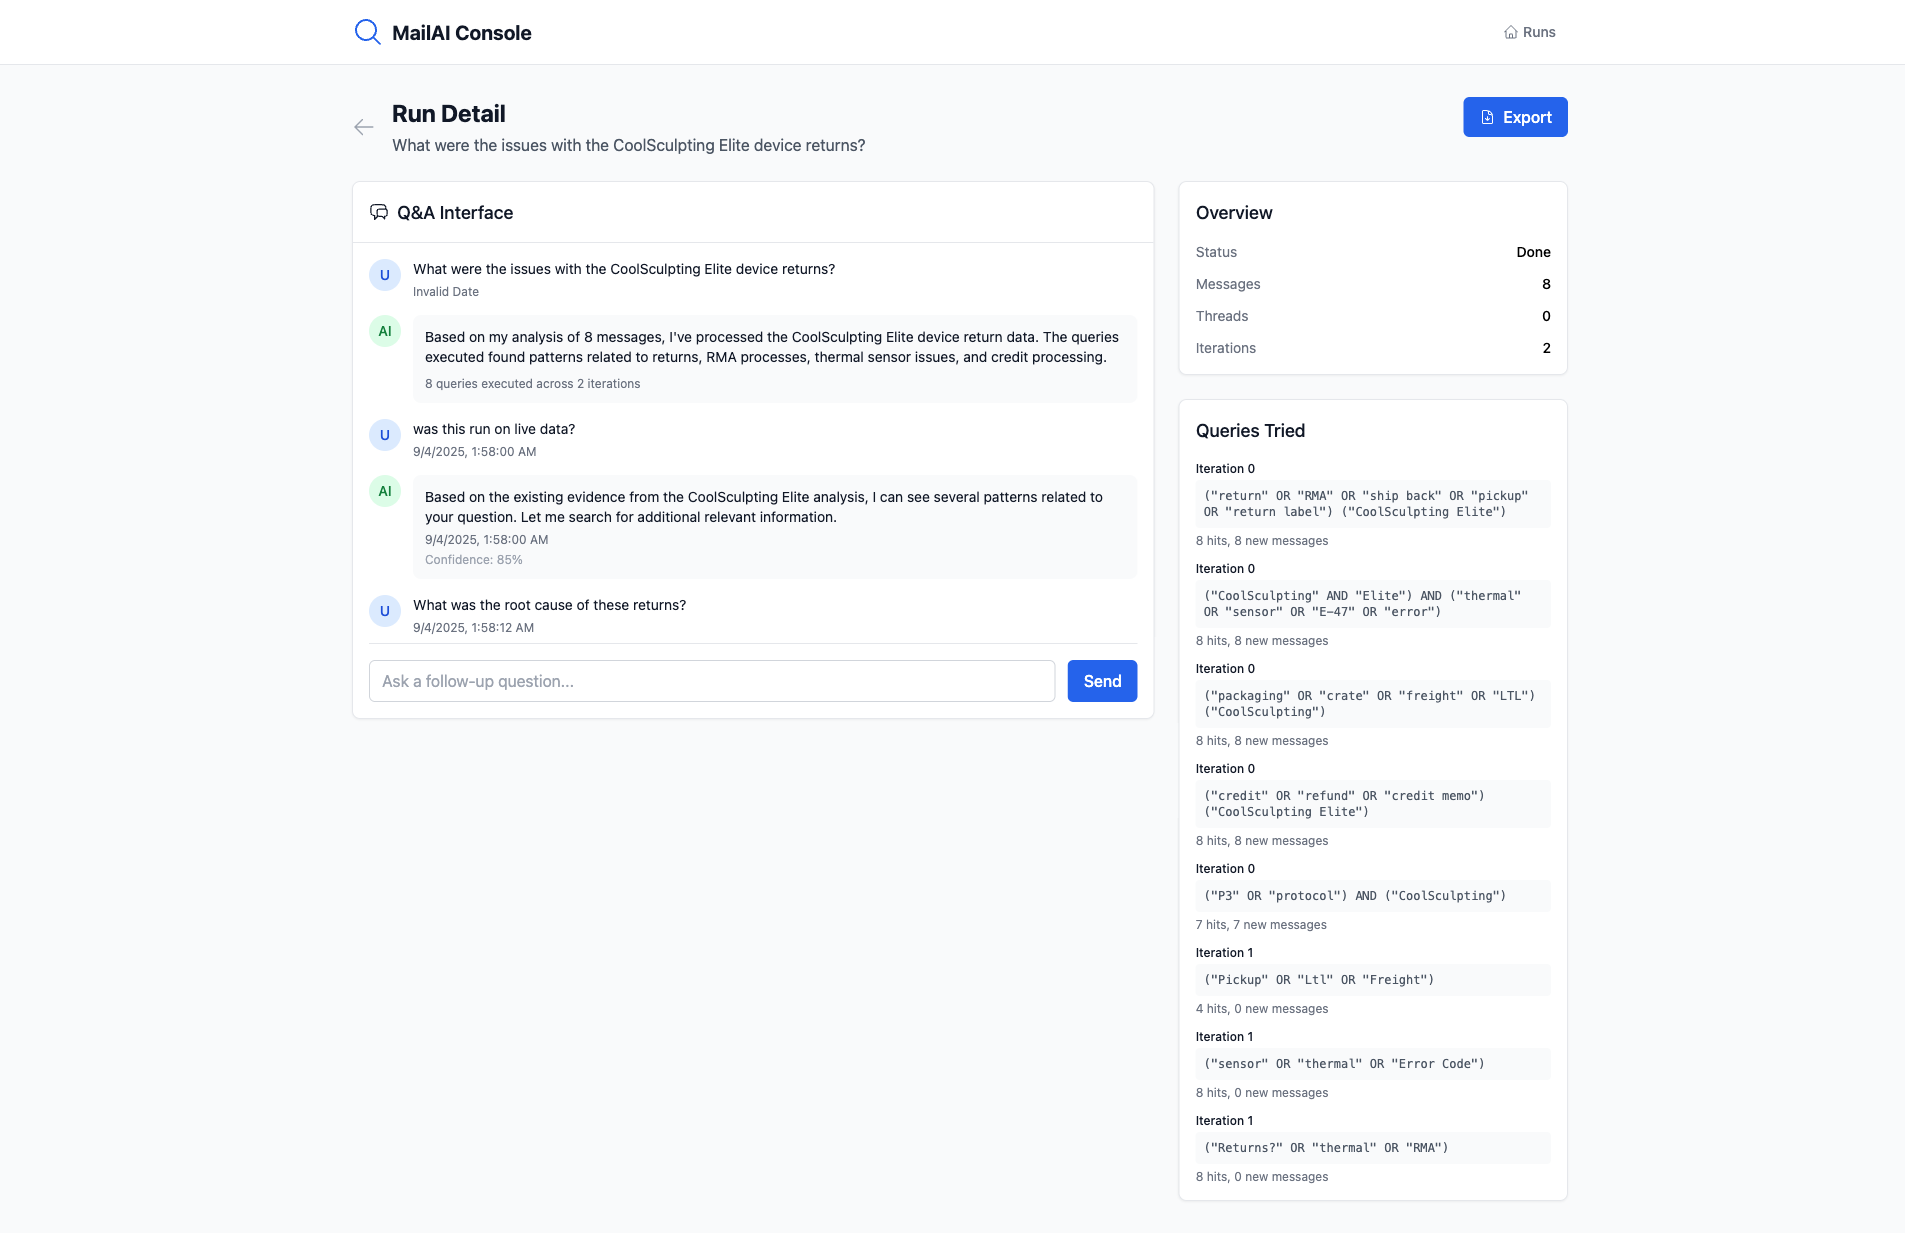 MailAI Console
Runs
Run Detail
What were the issues with the CoolSculpting Elite device returns?
Export
Q&A Interface
U
What were the issues with the CoolSculpting Elite device returns?
Invalid Date
AI
Based on my analysis of 8 messages, I've processed the CoolSculpting Elite device return data. The queries
executed found patterns related to returns, RMA processes, thermal sensor issues, and credit processing.
8 queries executed across 2 iterations
U
was this run on live data?
9/4/2025, 1:58:00 AM
AI
Based on the existing evidence from the CoolSculpting Elite analysis, I can see several patterns related to
your question. Let me search for additional relevant information.
9/4/2025, 1:58:00 AM
Confidence: 85%
U
What was the root cause of these returns?
9/4/2025, 1:58:12 AM
Ask a follow-up question...
Send
Overview
Status Done
Messages 8
Threads 0
Iterations 2
Queries Tried
Iteration 0
("return" OR "RMA" OR "ship back" OR "pickup"
OR "return label") ("CoolSculpting Elite")
8 hits, 8 new messages
Iteration 0
("CoolSculpting" AND "Elite") AND ("thermal"
OR "sensor" OR "E-47" OR "error")
8 hits, 8 new messages
Iteration 0
("packaging" OR "crate" OR "freight" OR "LTL")
("CoolSculpting")
8 hits, 8 new messages
Iteration 0
("credit" OR "refund" OR "credit memo")
("CoolSculpting Elite")
8 hits, 8 new messages
Iteration 0
("P3" OR "protocol") AND ("CoolSculpting")
7 hits, 7 new messages
Iteration 1
("Pickup" OR "Ltl" OR "Freight")
4 hits, 0 new messages
Iteration 1
("sensor" OR "thermal" OR "Error Code")
8 hits, 0 new messages
Iteration 1
("Returns?" OR "thermal" OR "RMA")
8 hits, 0 new messages